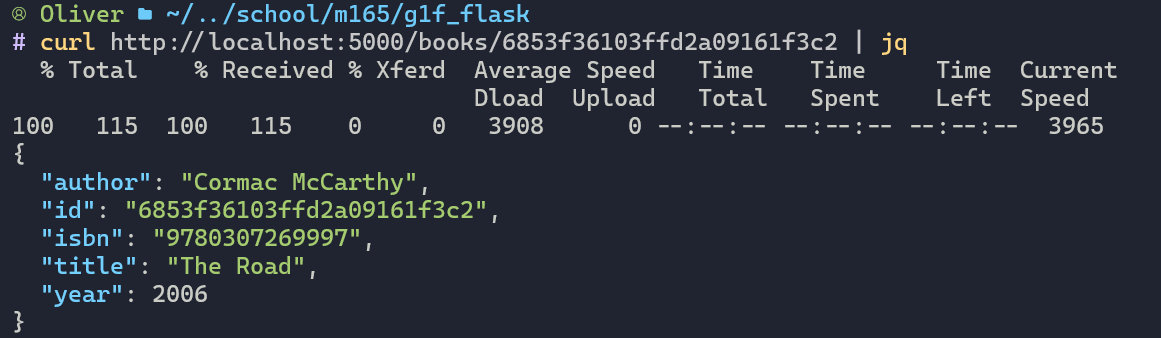 ® Oliver ~/../school/m165/g1f_flask
# curl http://localhost:5000/books/6853f36103ffd2a09161f3c2 | jq
  % Total    % Received % Xferd  Average Speed   Time    Time     Time  Current
                                 Dload  Upload   Total   Spent    Left  Speed
100   115  100   115    0     0   3908      0 --:--:-- --:--:-- --:--:--  3965
{
  "author": "Cormac McCarthy",
  "id": "6853f36103ffd2a09161f3c2",
  "isbn": "9780307269997",
  "title": "The Road",
  "year": 2006
}